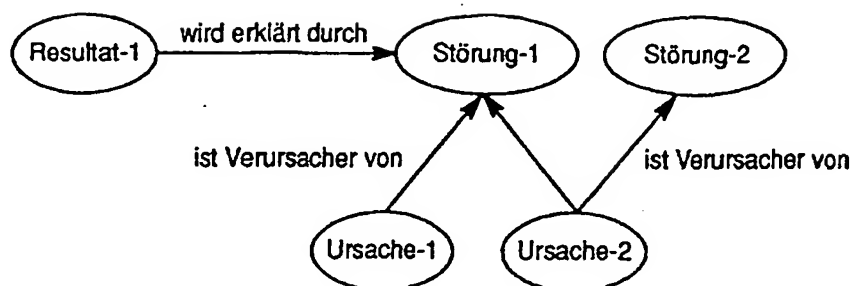 wird erklärt durch
Resultat-1
Störung-1
Störung-2
ist Verursacher von
ist Verursacher von
Ursache-1
Ursache-2